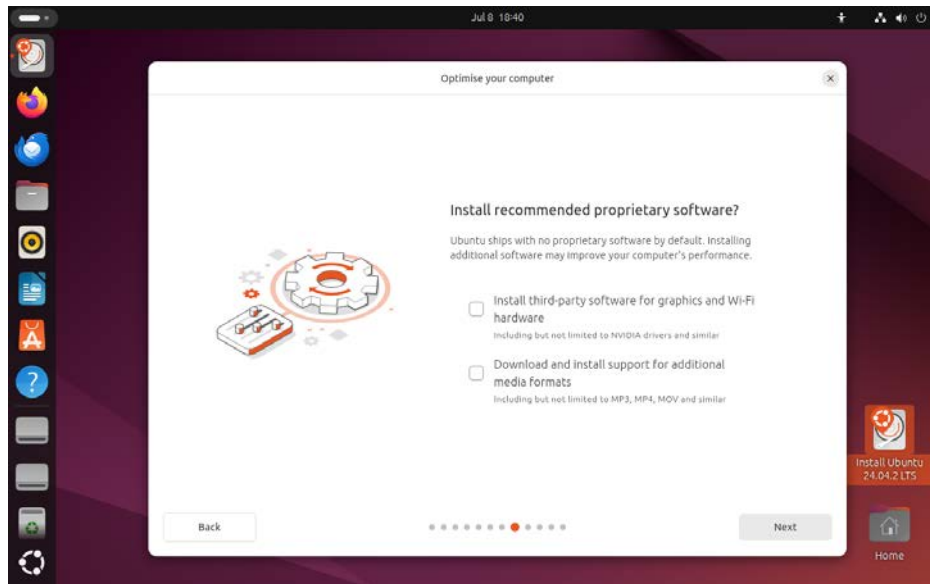 Jul 8 18:40
Optimise your computer
Install recommended proprietary software?
Ubuntu ships with no proprietary software by default. Installing
additional software may improve your computer's performance.
Install third-party software for graphics and Wi-Fi
hardware
Including but not limited to NVIDIA drivers and similar
Download and install support for additional
media formats
Including but not limited to MP3, MP4, MOV and similar
Back
Next
Install Ubuntu
24.04.2 LTS
Home